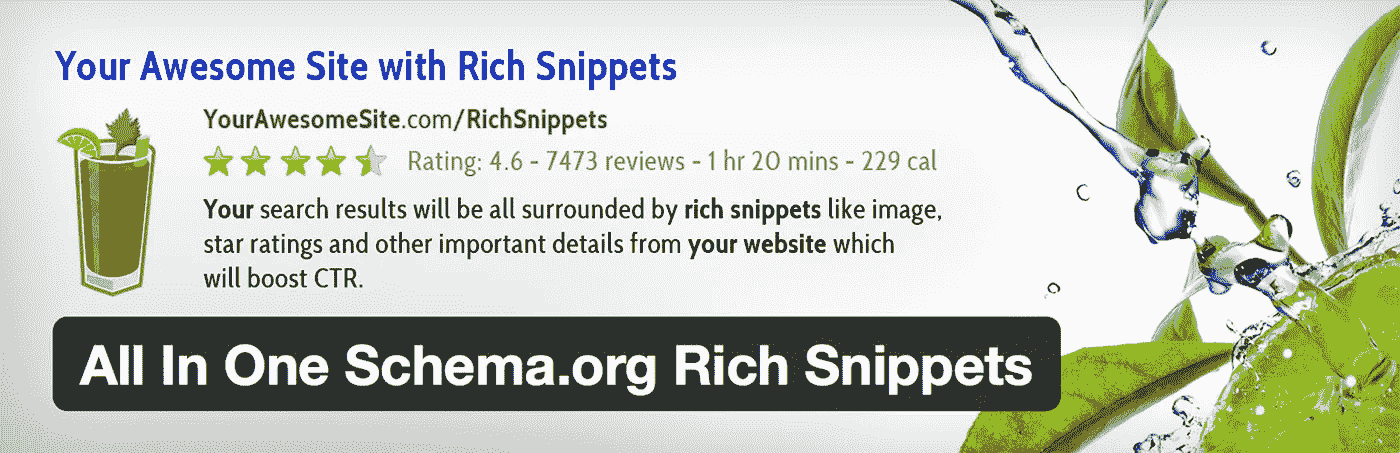 Your Awesome Site with Rich Snippets
YourAwesomeSite.com/RichSnippets
Rating: 4.6 - 7473 reviews - 1 hr 20 mins - 229 cal
Your search results will be all surrounded by rich snippets like image,
star ratings and other important details from your website which
will boost CTR.
All In One Schema.org Rich Snippets